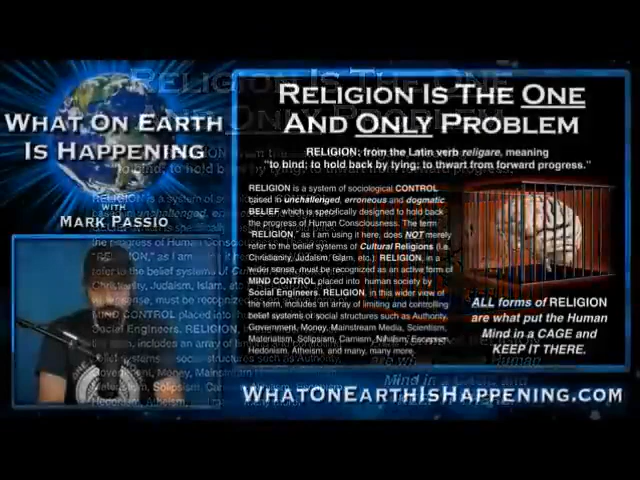 WHAT ON EARTH
IS HAPPENING
WITH
MARK PASSIO
RELIGION IS THE ONE
AND ONLY PROBLEM
RELIGION; from the Latin verb religare, meaning
"to bind; to hold back by tying; to thwart from forward progress."
RELIGION is a system of sociological CONTROL
based in unchallenged, erroneous and dogmatic
BELIEF which is specifically designed to hold back
the progress of Human Consciousness. The term
"RELIGION," as I am using it here, does NOT merely
refer to the belief systems of Cultural Religions (i.e.
Christianity, Judaism, Islam, etc.) RELIGION, in a
wider sense, must be recognized as an active form of
MIND CONTROL placed into human society by
Social Engineers. RELIGION, in this wider view of the
term, includes an array of limiting and controlling
belief systems or social structures such as Authority,
Government, Money, Mainstream Media, Scientism,
Materialism, Solipsism, Carnism, Nihilism,
Hedonism, Atheism, and many, many more.
ALL forms of RELIGION
are what put the Human
Mind in a CAGE and
KEEP IT THERE.
WHATONEARTHISHAPPENING.COM